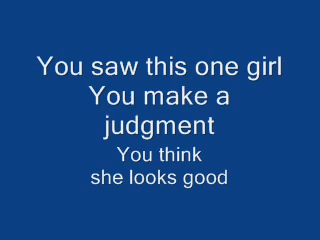 You saw this one girl
You make a
judgment
You think
she looks good